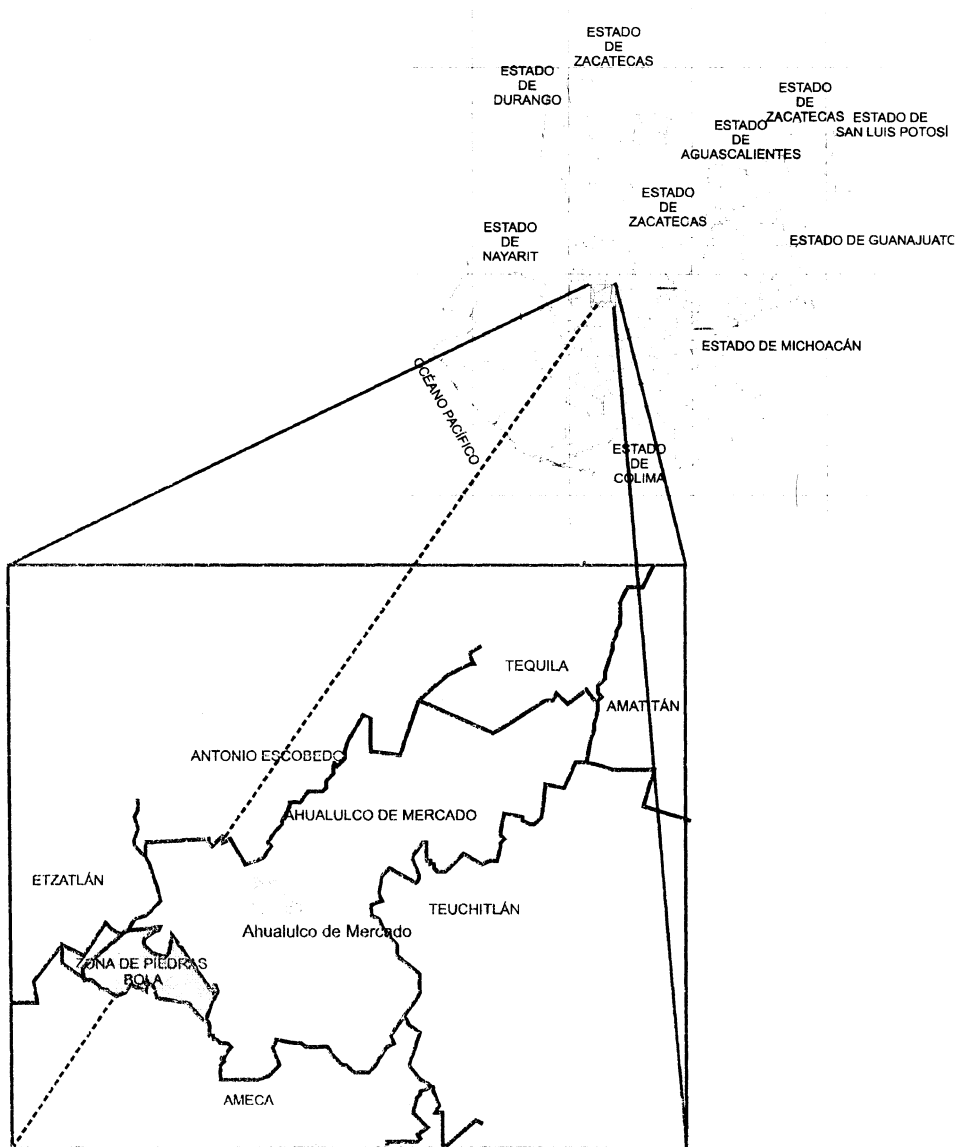 ESTADO
DE
ZACATECAS
ESTADO
DE
DURANGO
ESTADO
DE
ZACATECAS
ESTADO DE
SAN LUIS POTOSÍ
ESTADO
DE
AGUASCALIENTES
ESTADO
DE
ZACATECAS
ESTADO
DE
NAYARIT
ESTADO DE GUANAJUATO
ESTADO DE MICHOACÁN
OCÉANO PACÍFICO
ESTADO
DE
COLIMA
TEQUILA
AMATITÁN
ANTONIO ESCOBEDO
AHUALULCO DE MERCADO
ETZATLÁN
TEUCHITLÁN
Ahualulco de Mercado
ZONA DE PIEDRAS
BOLA
AMECA